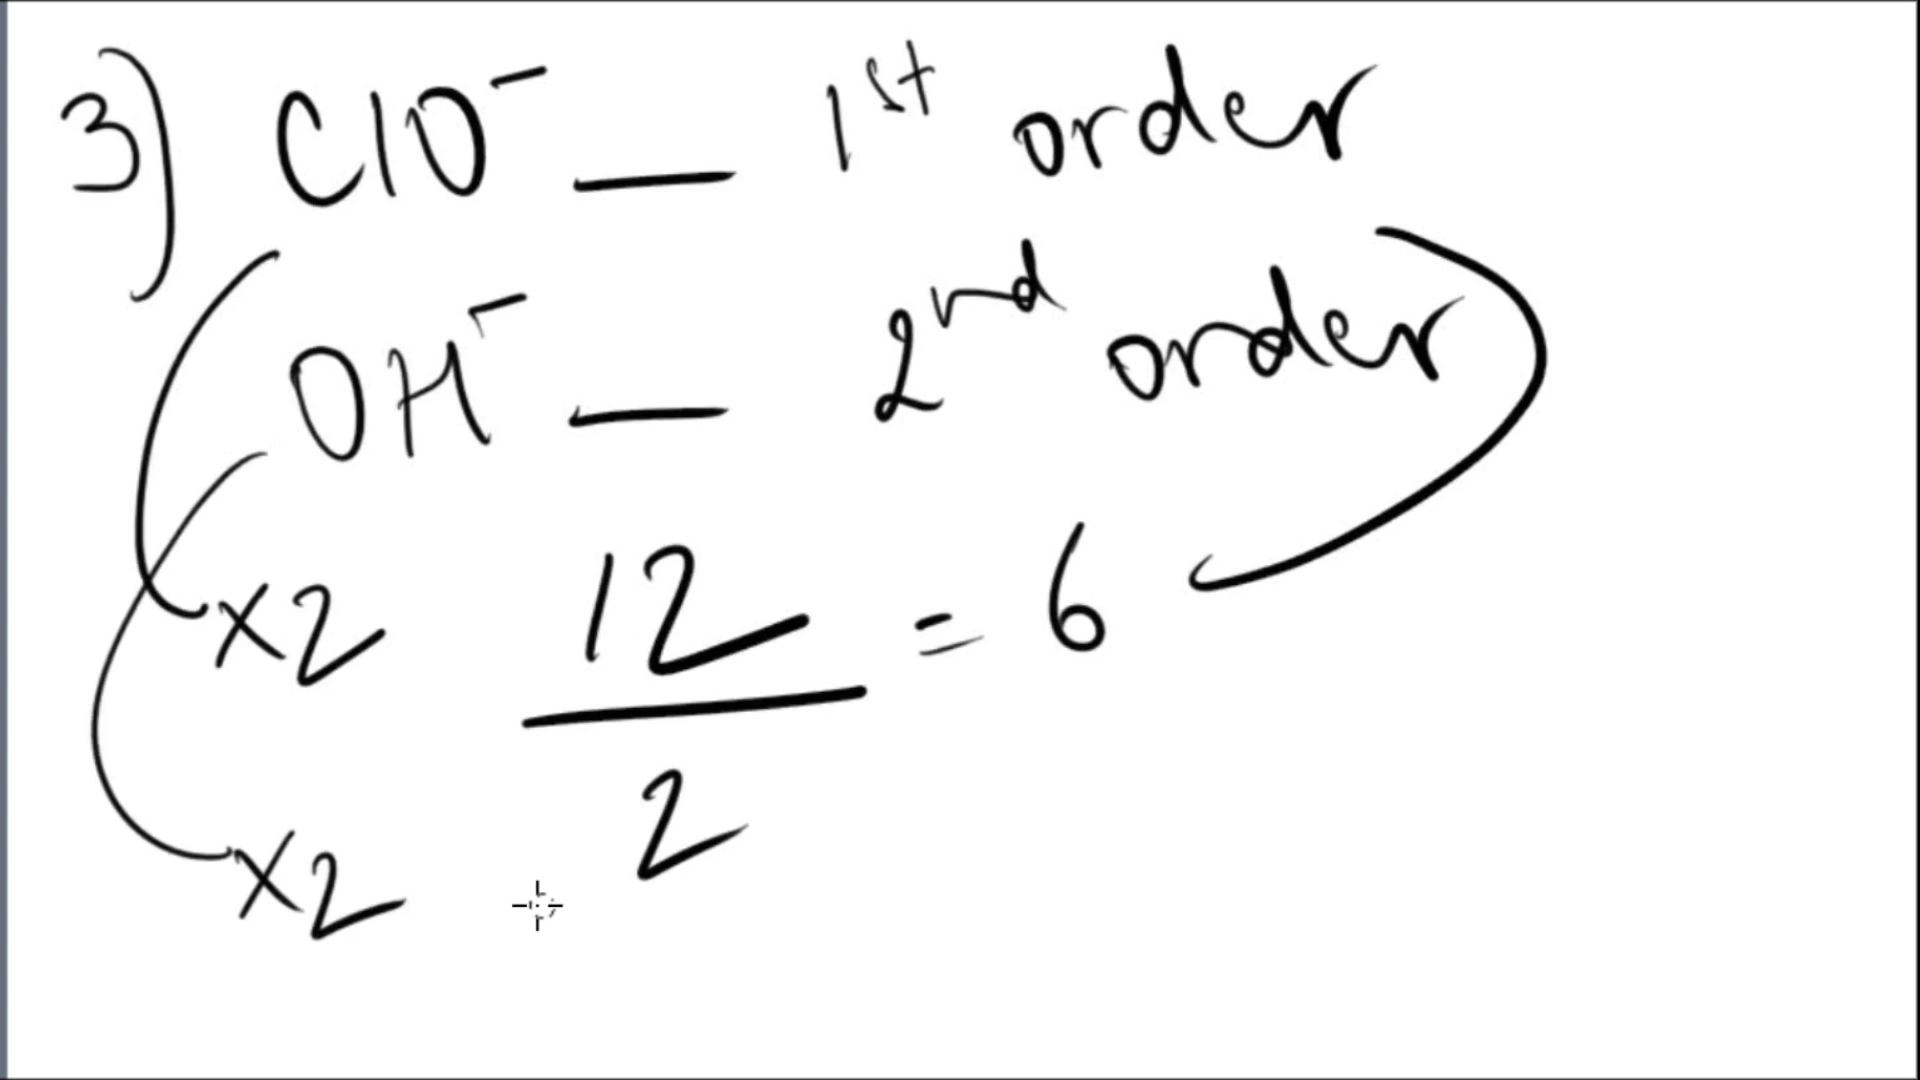 3) ClO⁻ — 1st order
OH⁻ — 2nd order
x2 12/2 = 6
x2